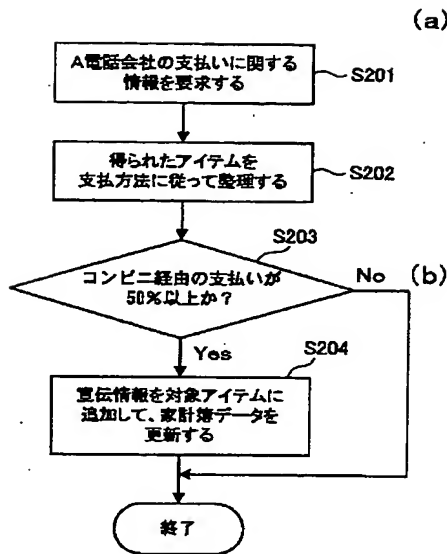 (a)
A電話会社の支払いに関する
情報を要求する
S201
得られたアイテムを
支払方法に従って整理する
S202
S203
コンビニ経由の支払いが
50%以上か?
No
(b)
Yes
S204
宣伝情報を対象アイテムに
追加して、家計簿データを
更新する
終了